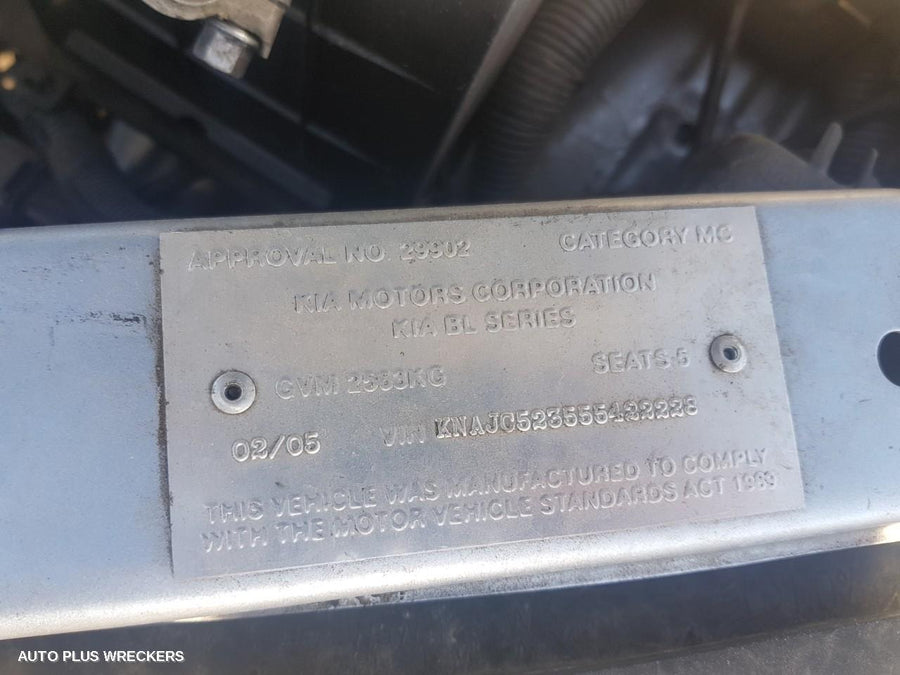 APPROVAL NO 29902 CATEGORY MC
KIA MOTORS CORPORATION
KIA BL SERIES
GVM 2563KG SEATS 5
02/05 VIN KNAJC523555422228
THIS VEHICLE WAS MANUFACTURED TO COMPLY
WITH THE MOTOR VEHICLE STANDARDS ACT 1989
AUTO PLUS WRECKERS